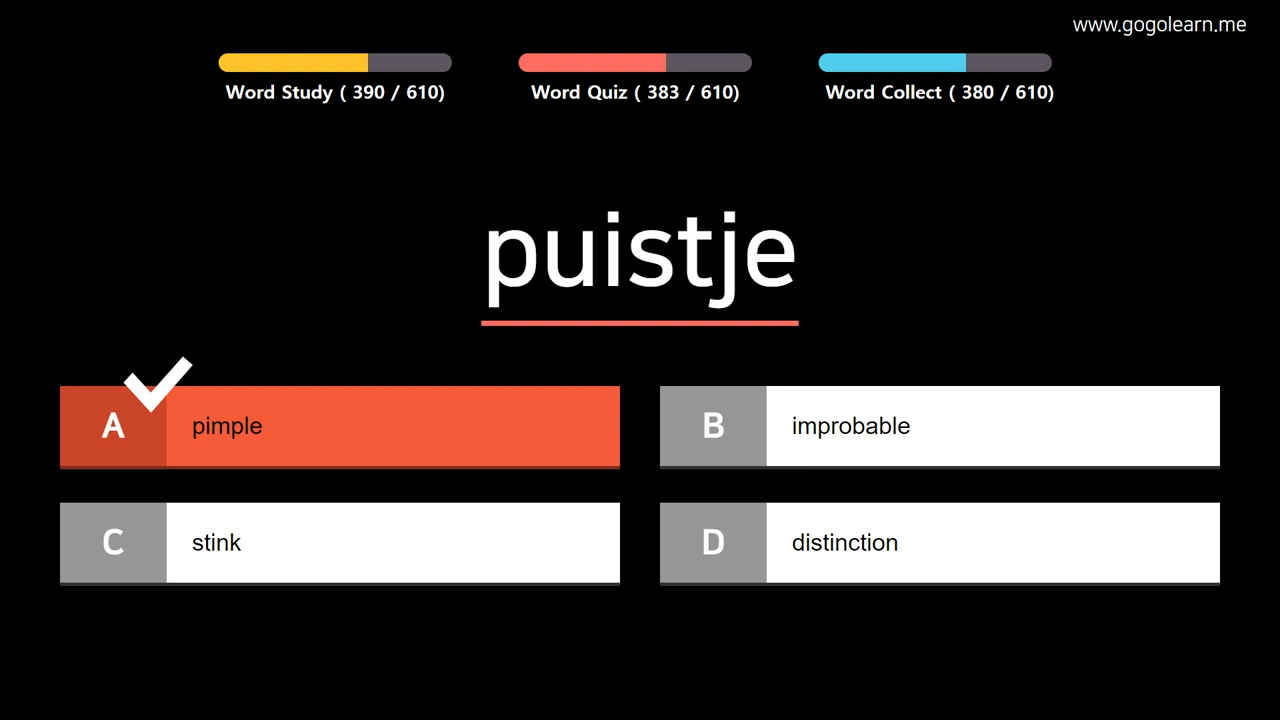 www.gogolearn.me
Word Study ( 390 / 610)
Word Quiz ( 383 / 610)
Word Collect ( 380 / 610)
puistje
A pimple
B improbable
C stink
D distinction